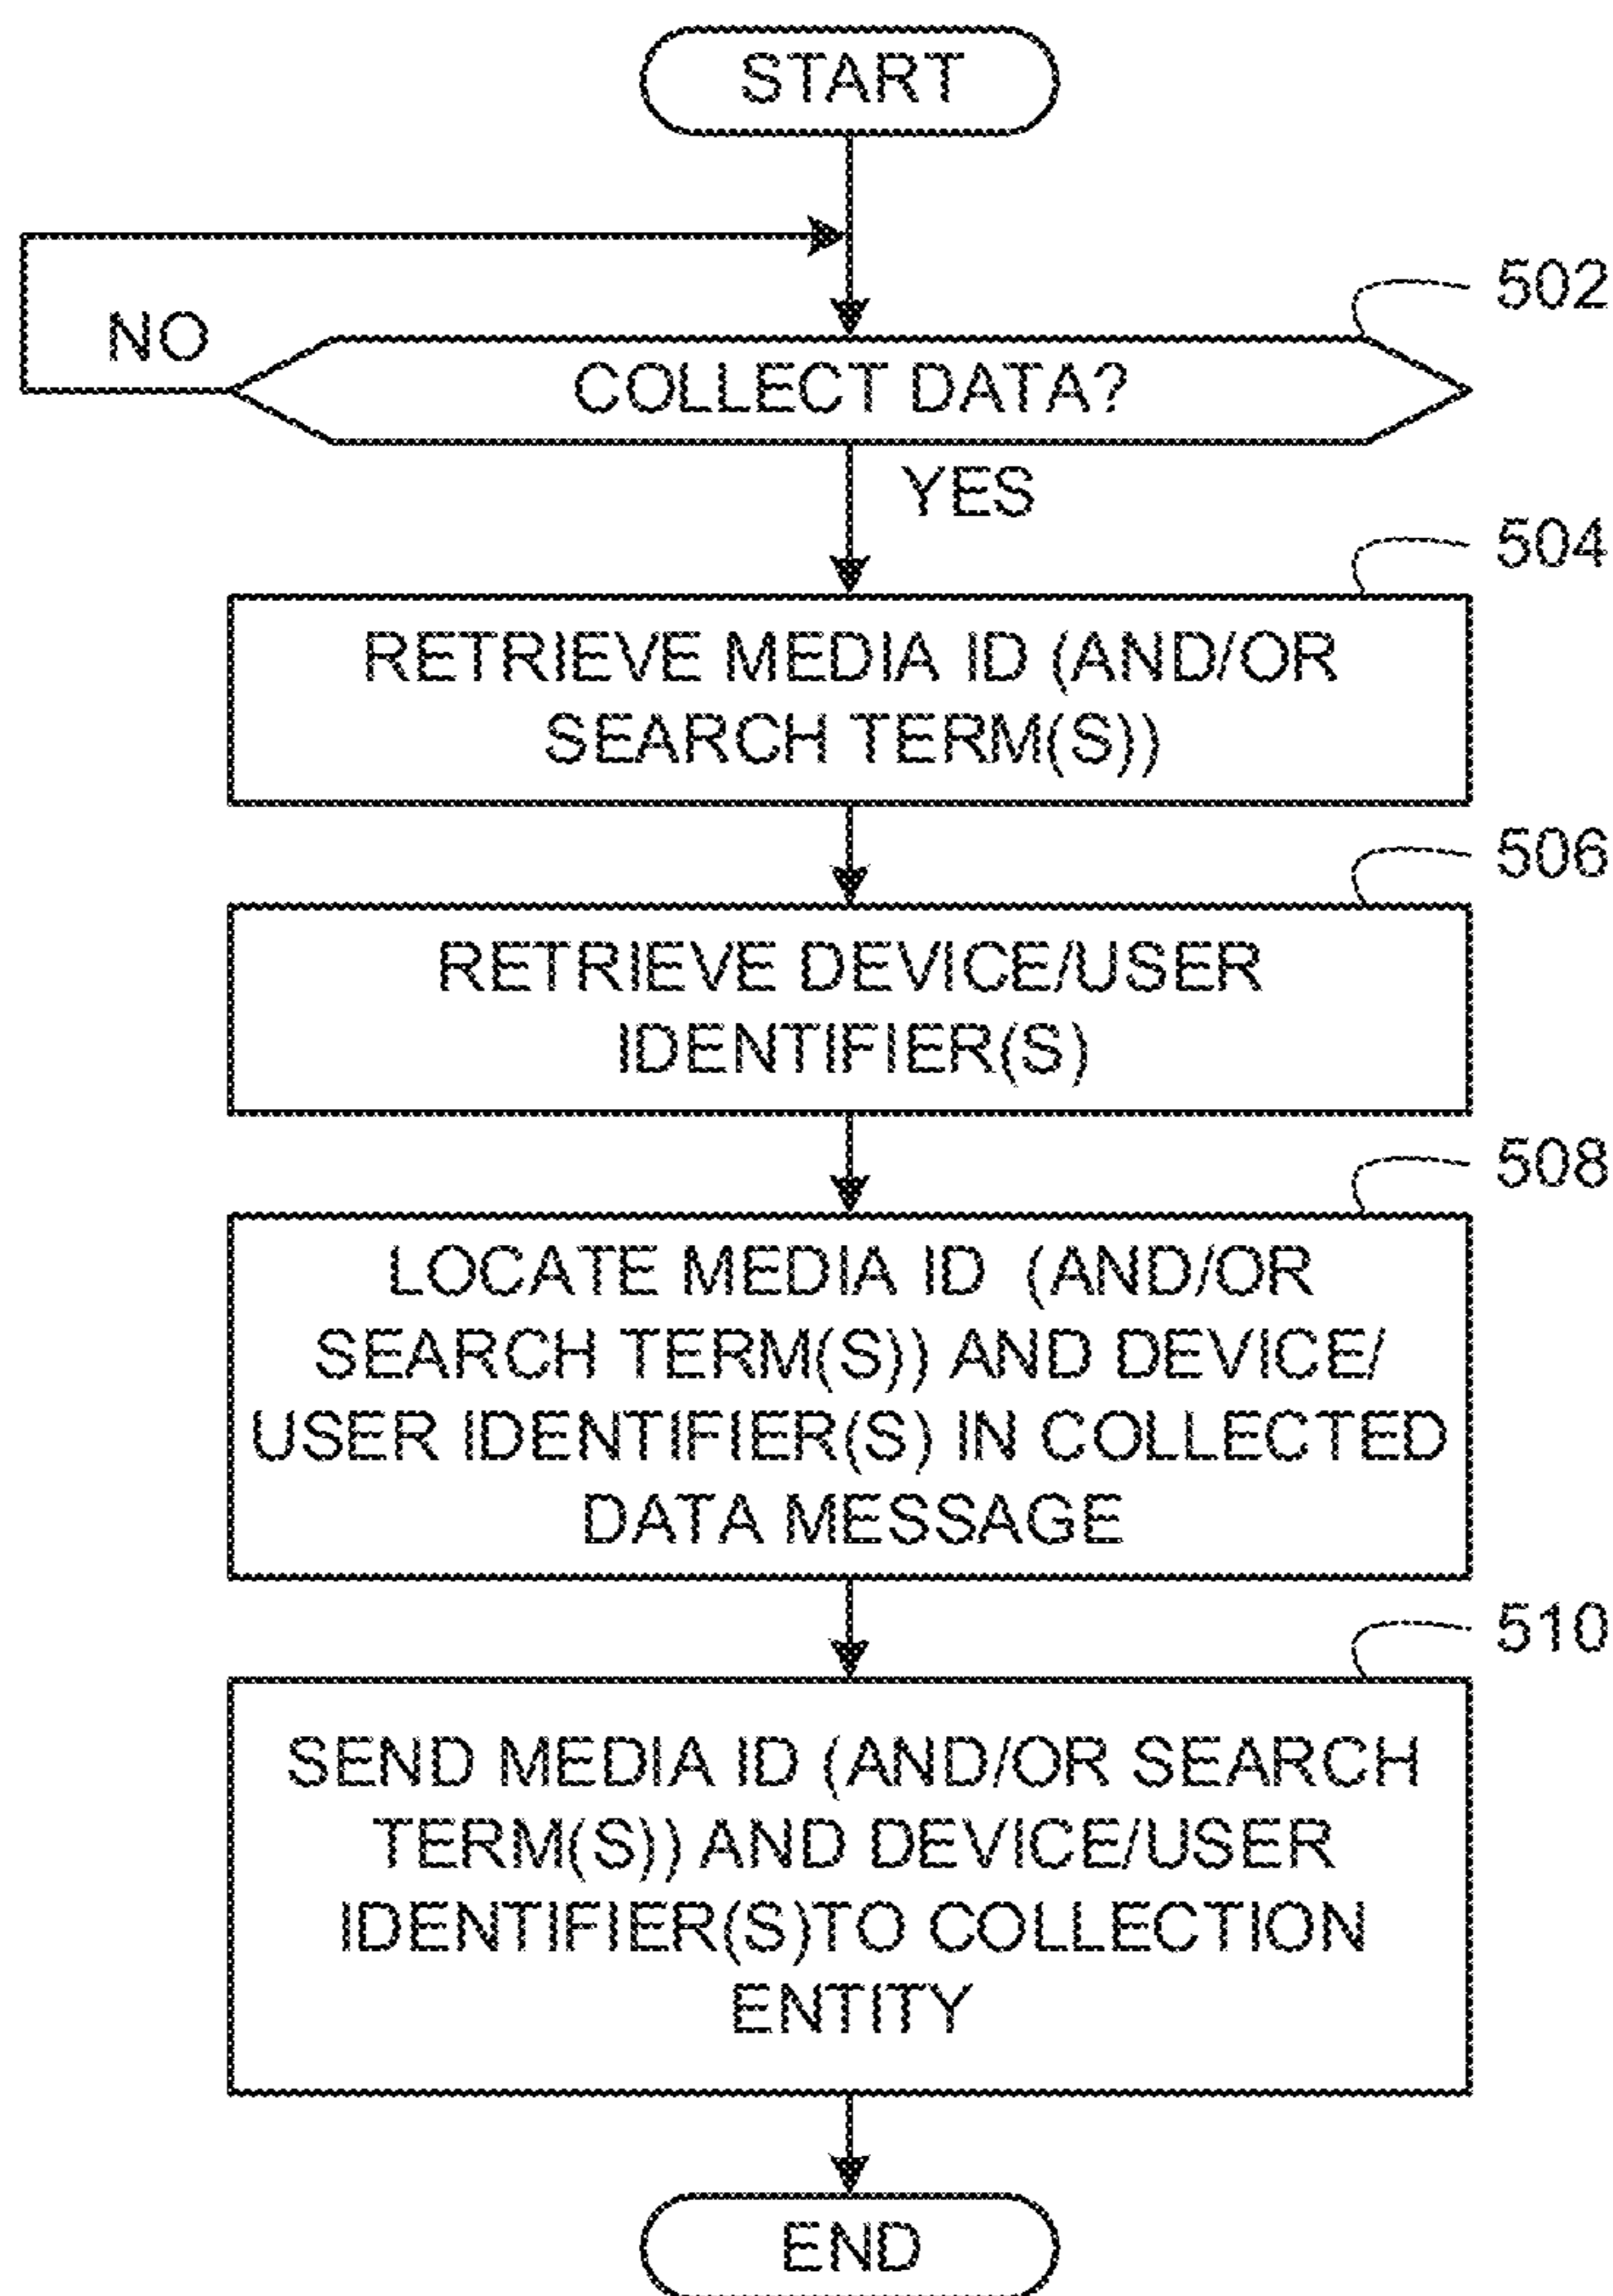 START
502
NO
COLLECT DATA?
YES
504
RETRIEVE MEDIA ID (AND/OR
SEARCH TERM(S))
506
RETRIEVE DEVICE/USER
IDENTIFIER(S)
508
LOCATE MEDIA ID (AND/OR
SEARCH TERM(S)) AND DEVICE/
USER IDENTIFIER(S) IN COLLECTED
DATA MESSAGE
510
SEND MEDIA ID (AND/OR SEARCH
TERM(S)) AND DEVICE/USER
IDENTIFIER(S)TO COLLECTION
ENTITY
END